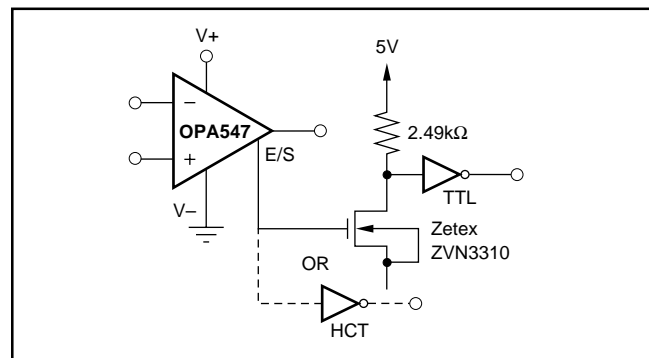 V+
5V
−
OPA547
+
2.49kΩ
E/S
TTL
V−
Zetex
ZVN3310
OR
HCT